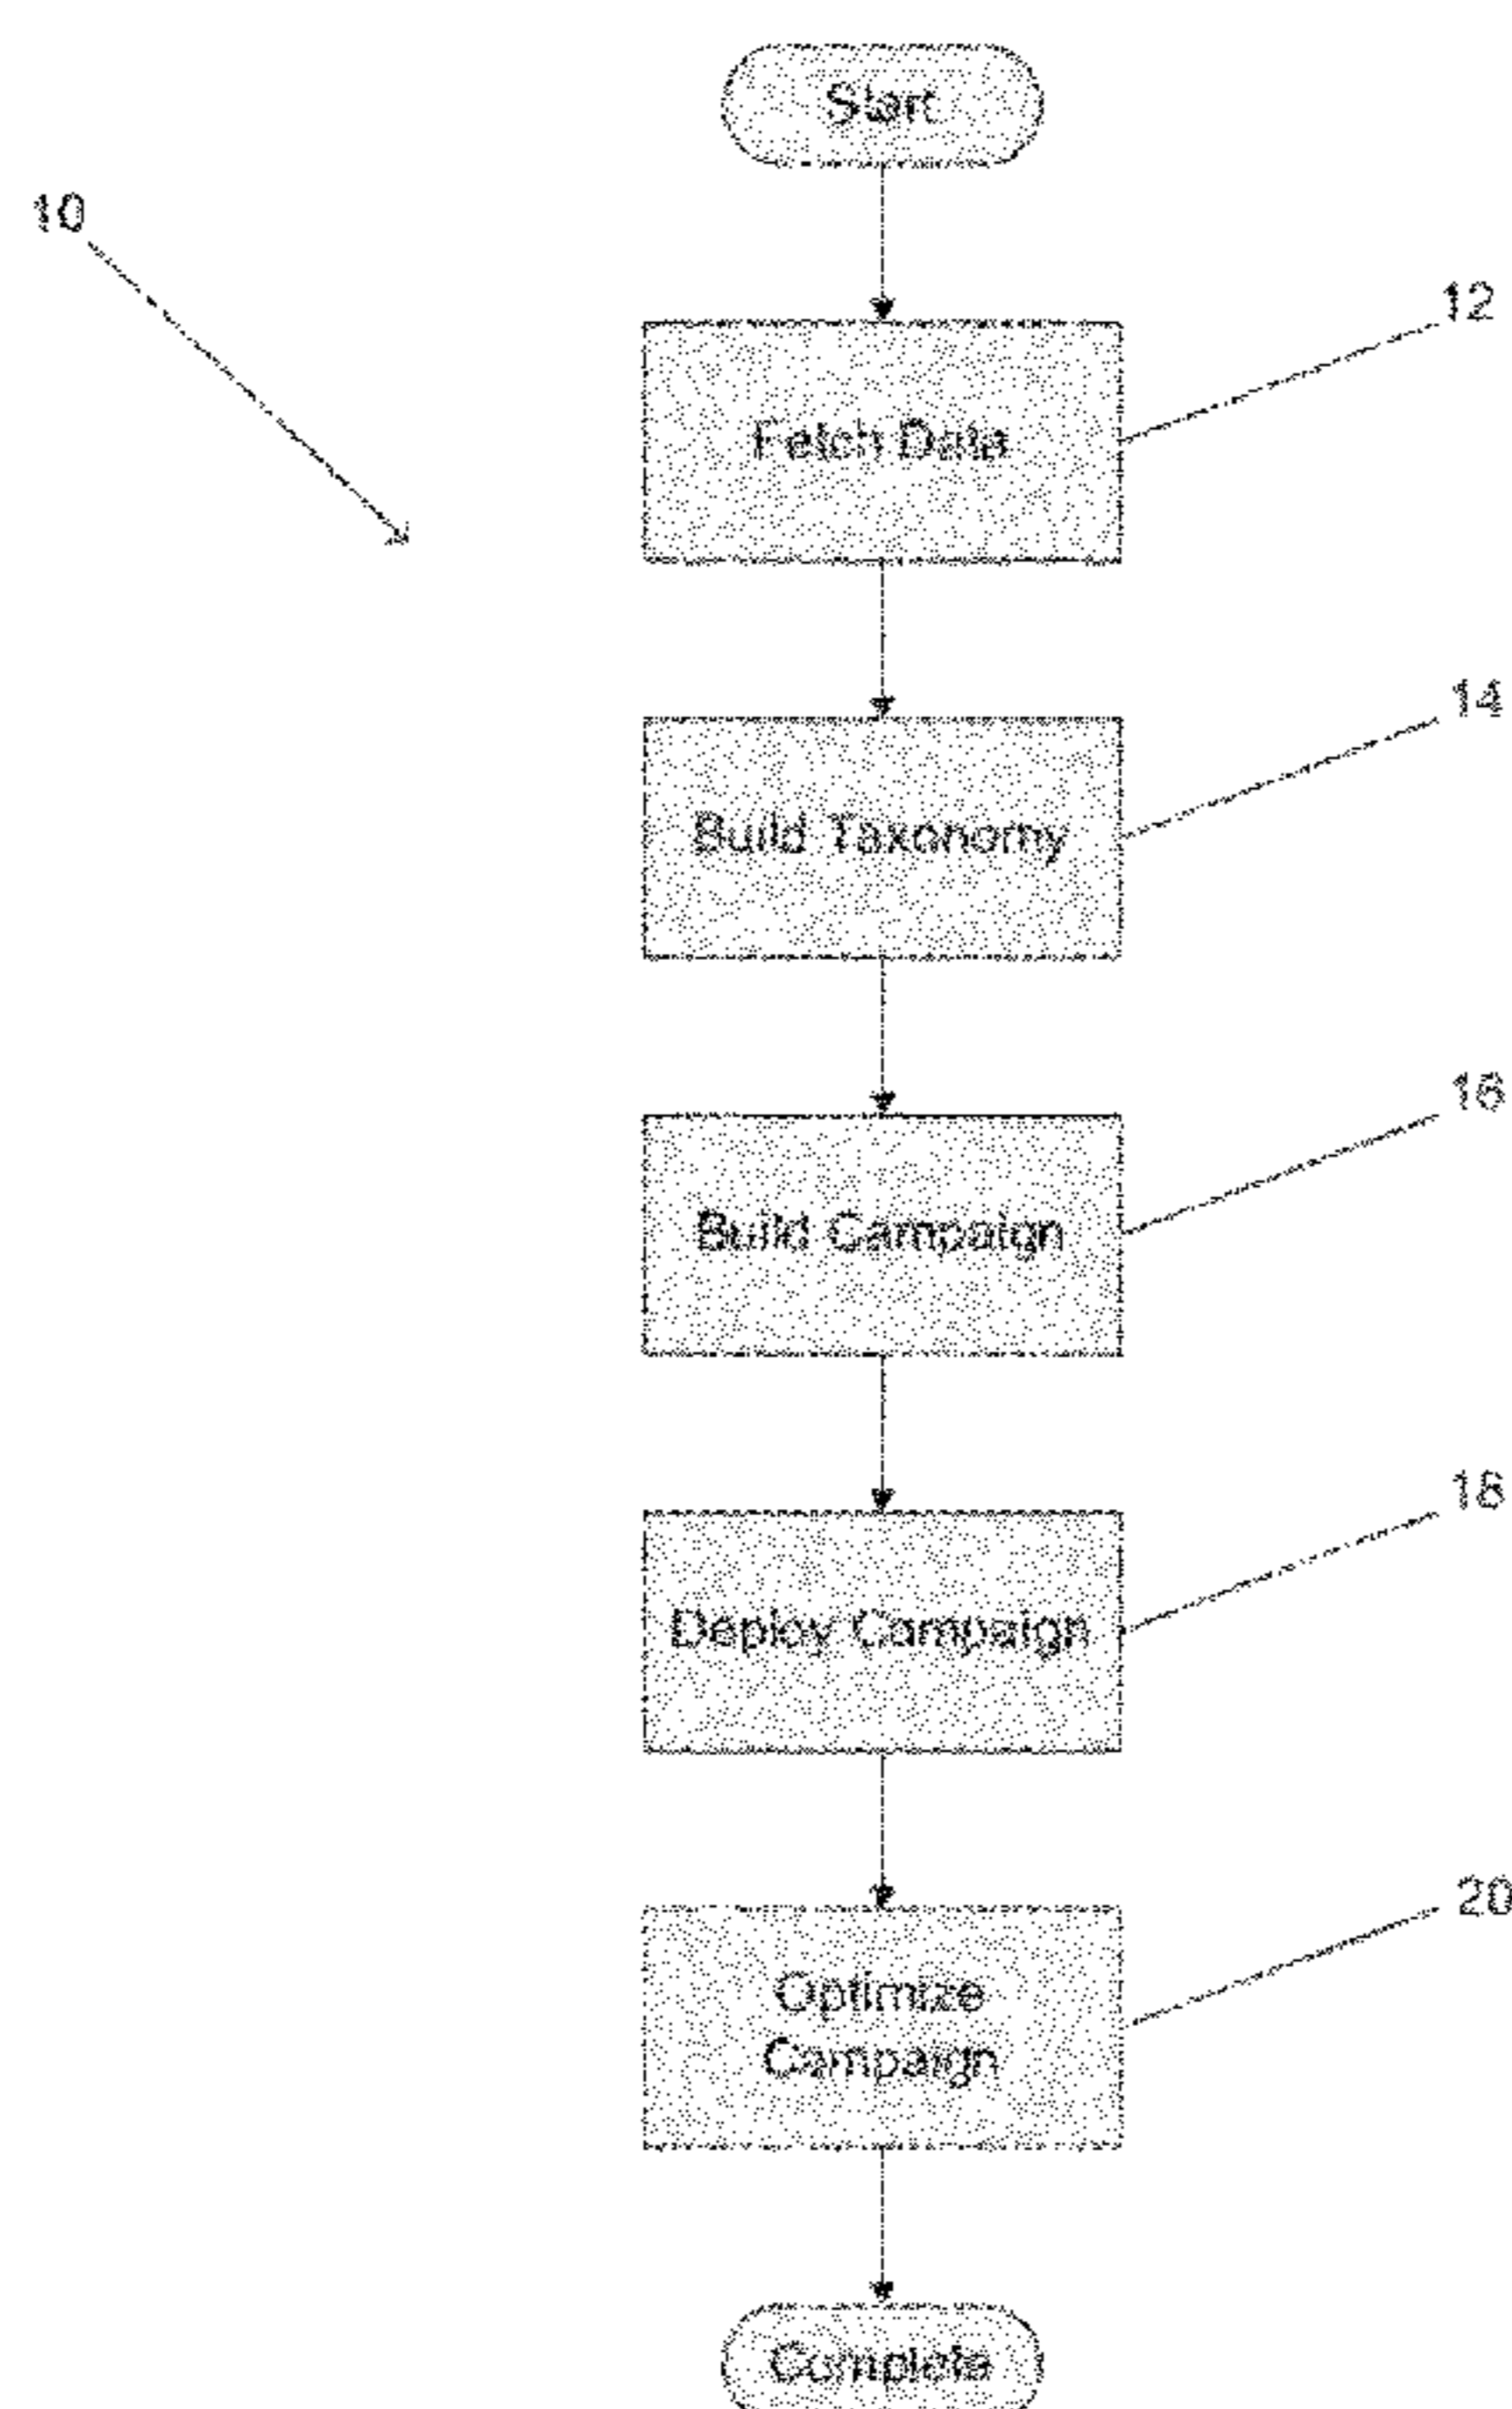 Start
10
12
Fetch Data
14
Build Taxonomy
16
Build Campaign
18
Deploy Campaign
20
Optimize
Campaign
Complete